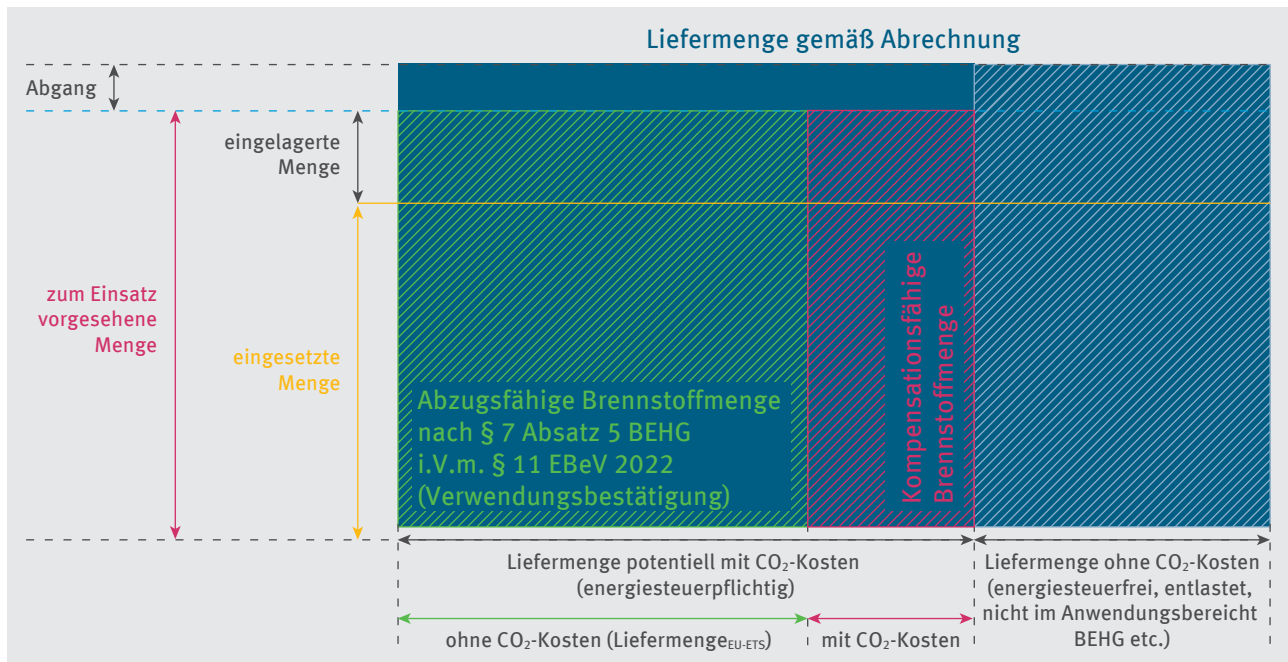 Liefermenge gemäß Abrechnung
Abgang
eingelagerte
Menge
zum Einsatz
vorgesehene
Menge
eingesetzte
Menge
Abzugsfähige Brennstoffmenge
nach § 7 Absatz 5 BEHG
i.V.m. § 11 EBeV 2022
(Verwendungsbestätigung)
Kompensationsfähige
Brennstoffmenge
Liefermenge potentiell mit CO₂-Kosten
(energiesteuerpflichtig)
Liefermenge ohne CO₂-Kosten
(energiesteuerfrei, entlastet,
nicht im Anwendungsbereicht
BEHG etc.)
ohne CO₂-Kosten (Liefermenge EU-ETS)
mit CO₂-Kosten